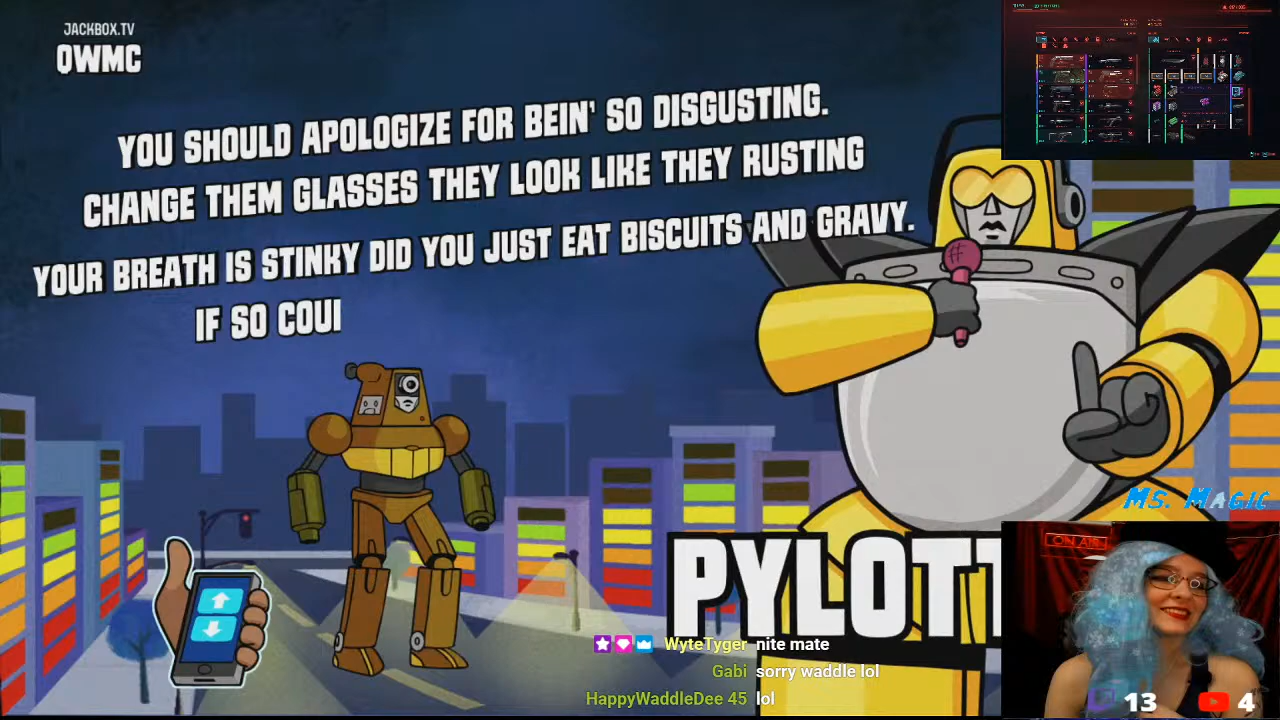 JACKBOX.TV
QWMC
YOU SHOULD APOLOGIZE FOR BEIN' SO DISGUSTING.
CHANGE THEM GLASSES THEY LOOK LIKE THEY RUSTING
YOUR BREATH IS STINKY DID YOU JUST EAT BISCUITS AND GRAVY.
IF SO COUI
MS. MAGIC
ON AIR
PYLOTT
WyteTyger nite mate
Gabi sorry waddle lol
HappyWaddleDee 45 lol
13
4